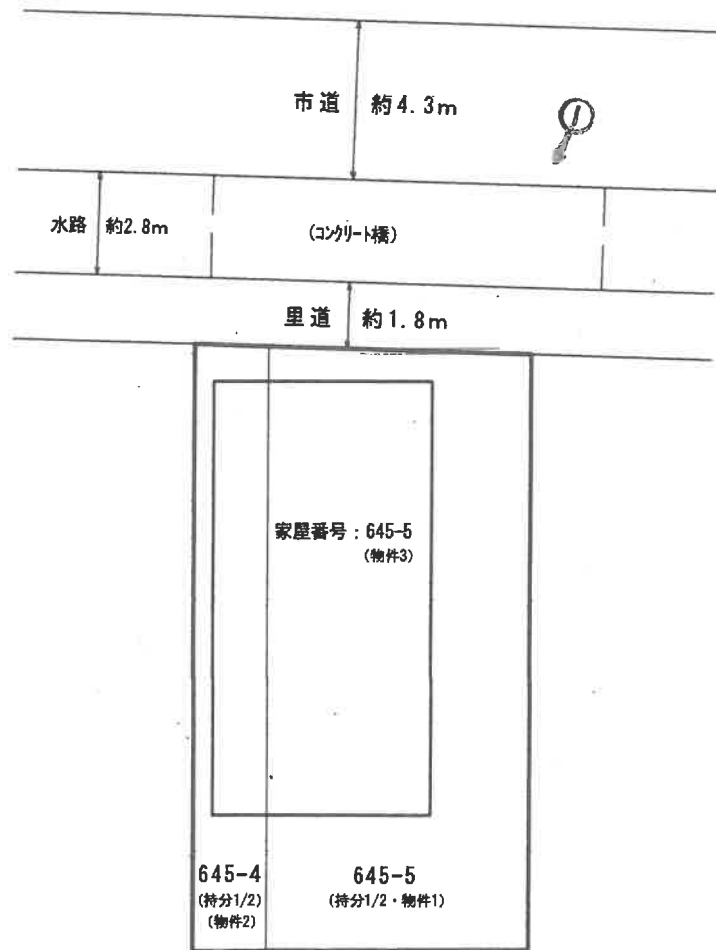 市道 約4.3m
①
水路 約2.8m
(コンクリート橋)
里道 約1.8m
家屋番号：645-5
(物件3)
645-4
(持分1/2)
(物件2)
645-5
(持分1/2・物件1)